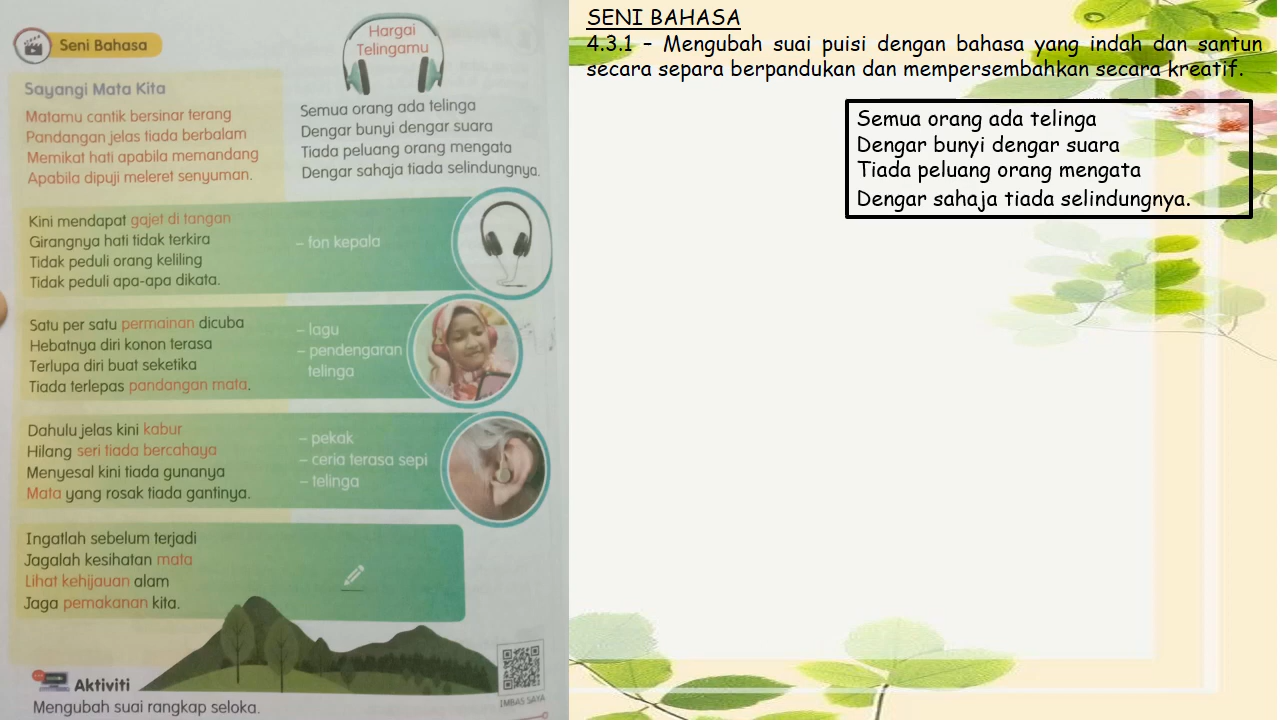 Seni Bahasa
Hargai
Telingamu
Sayangi Mata Kita
Matamu cantik bersinar terang
Pandangan jelas tiada berbalam
Memikat hati apabila memandang
Apabila dipuji meleret senyuman.
Semua orang ada telinga
Dengar bunyi dengar suara
Tiada peluang orang mengata
Dengar sahaja tiada selindungnya.
Kini mendapat gajet di tangan
Girangnya hati tidak terkira
Tidak peduli orang keliling
Tidak peduli apa-apa dikata.
– fon kepala
Satu per satu permainan dicuba
Hebatnya diri konon terasa
Terlupa diri buat seketika
Tiada terlepas pandangan mata.
– lagu
– pendengaran
telinga
Dahulu jelas kini kabur
Hilang seri tiada bercahaya
Menyesal kini tiada gunanya
Mata yang rosak tiada gantinya.
– pekak
– ceria terasa sepi
– telinga
Ingatlah sebelum terjadi
Jagalah kesihatan mata
Lihat kehijauan alam
Jaga pemakanan kita.
IMBAS SAYA
Aktiviti
Mengubah suai rangkap seloka.
SENI BAHASA
4.3.1 – Mengubah suai puisi dengan bahasa yang indah dan santun
secara separa berpandukan dan mempersembahkan secara kreatif.
Semua orang ada telinga
Dengar bunyi dengar suara
Tiada peluang orang mengata
Dengar sahaja tiada selindungnya.